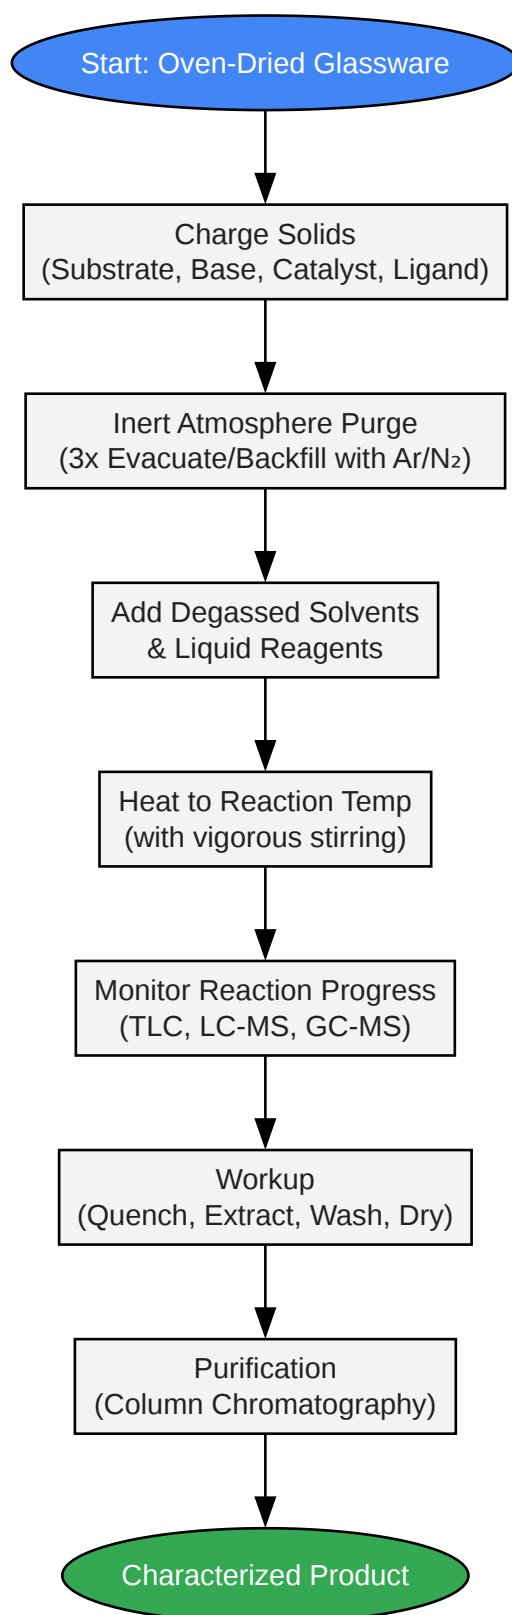 Start: Oven-Dried Glassware
Charge Solids
(Substrate, Base, Catalyst, Ligand)
Inert Atmosphere Purge
(3x Evacuate/Backfill with Ar/N₂)
Add Degassed Solvents
& Liquid Reagents
Heat to Reaction Temp
(with vigorous stirring)
Monitor Reaction Progress
(TLC, LC-MS, GC-MS)
Workup
(Quench, Extract, Wash, Dry)
Purification
(Column Chromatography)
Characterized Product